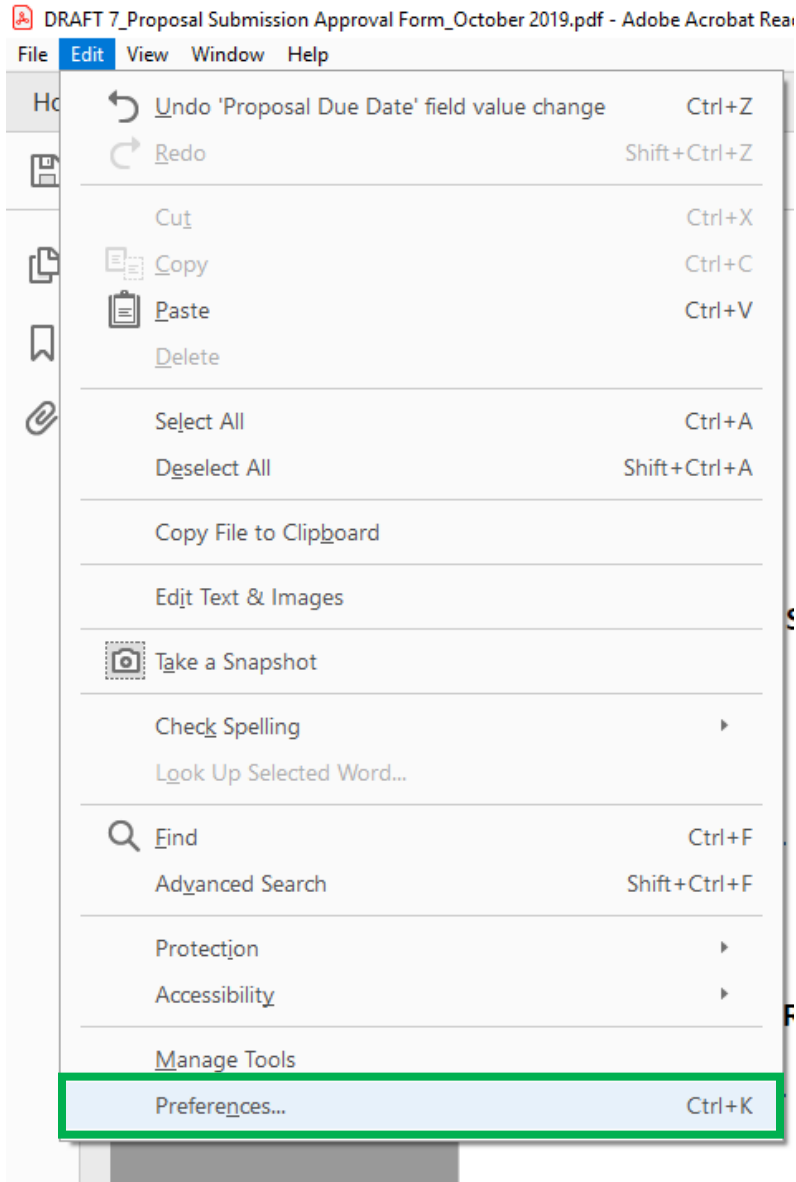 DRAFT 7_Proposal Submission Approval Form_October 2019.pdf - Adobe Acrobat Rea
File Edit View Window Help
Ho
Undo 'Proposal Due Date' field value change Ctrl+Z
Redo Shift+Ctrl+Z
Cut Ctrl+X
Copy Ctrl+C
Paste Ctrl+V
Delete
Select All Ctrl+A
Deselect All Shift+Ctrl+A
Copy File to Clipboard
Edit Text & Images
Take a Snapshot
Check Spelling
Look Up Selected Word...
Find Ctrl+F
Advanced Search Shift+Ctrl+F
Protection
Accessibility
Manage Tools
Preferences... Ctrl+K